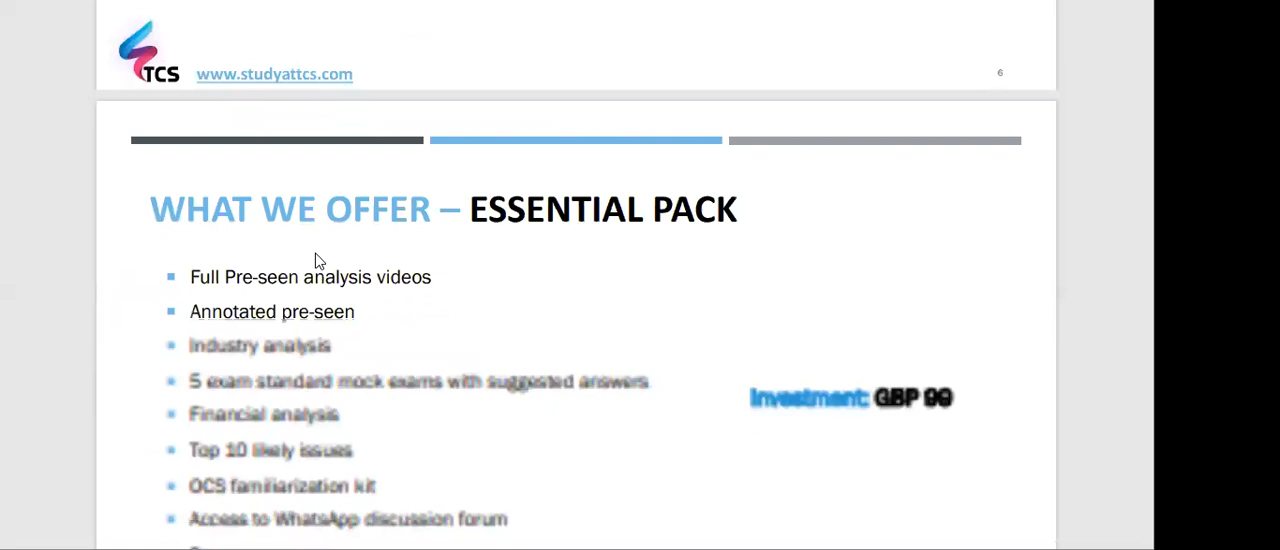 TCS www.studyattcs.com
6
WHAT WE OFFER – ESSENTIAL PACK
Full Pre-seen analysis videos
Annotated pre-seen
Industry analysis
5 exam standard mock exams with suggested answers
Investment: GBP 99
Financial analysis
Top 10 likely issues
OCS familiarization kit
Access to WhatsApp discussion forum